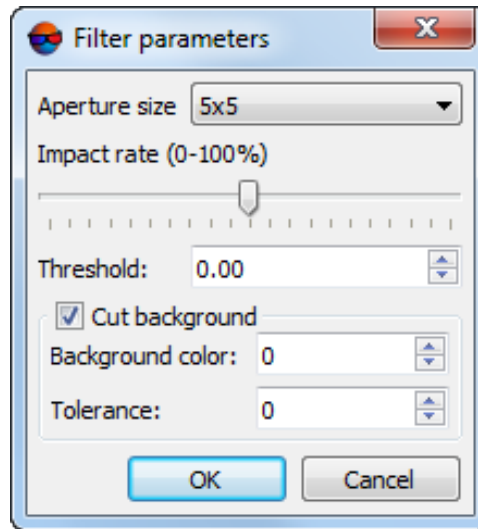 Filter parameters
Aperture size 5x5
Impact rate (0-100%)
Threshold: 0.00
Cut background
Background color: 0
Tolerance: 0
OK Cancel